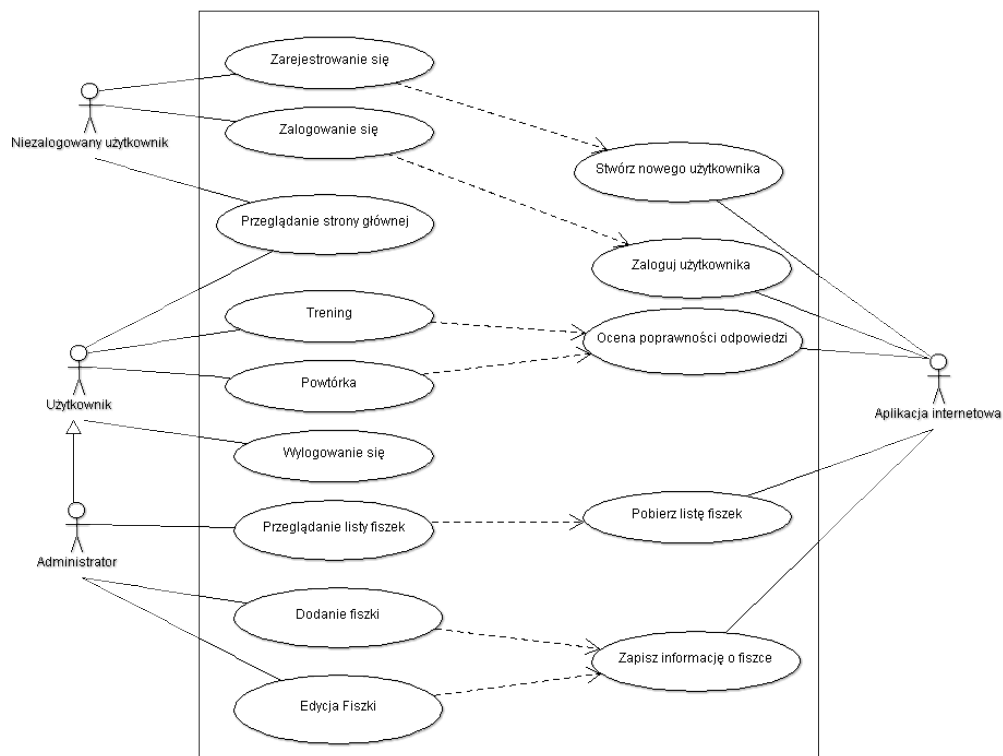 Zarejestrowanie się
Niezalogowany użytkownik
Zalogowanie się
Stwórz nowego użytkownika
Przeglądanie strony głównej
Zaloguj użytkownika
Trening
Ocena poprawności odpowiedzi
Użytkownik
Powtórka
Aplikacja internetowa
Wylogowanie się
Przeglądanie listy fiszek
Pobierz listę fiszek
Administrator
Dodanie fiszki
Zapisz informację o fiszce
Edycja Fiszki